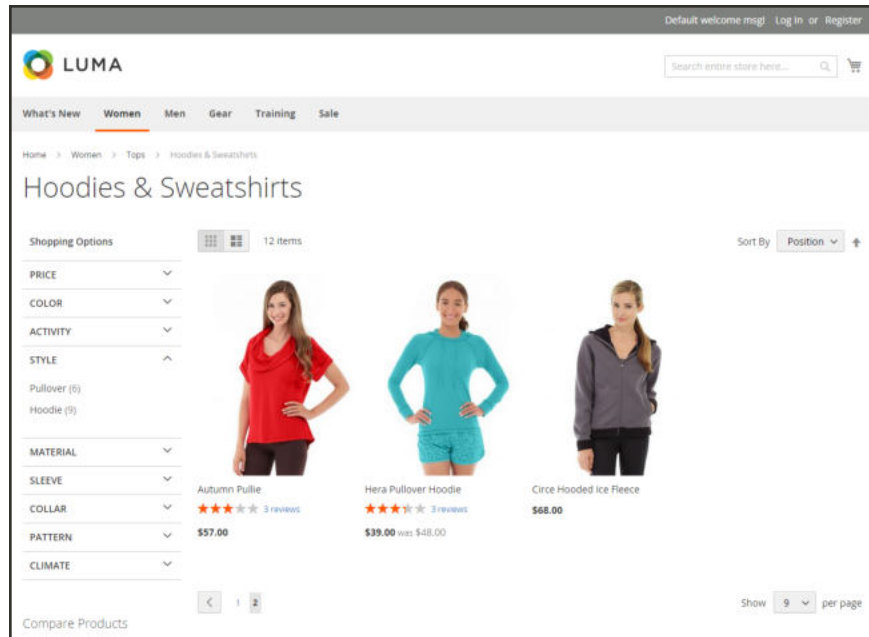 Default welcome msg! Log In or Register
LUMA
Search entire store here...
What's New Women Men Gear Training Sale
Home > Women > Tops > Hoodies & Sweatshirts
Hoodies & Sweatshirts
Shopping Options
12 items
Sort By Position
PRICE
COLOR
ACTIVITY
STYLE
Pullover (6)
Hoodie (9)
MATERIAL
SLEEVE
COLLAR
PATTERN
CLIMATE
Autumn Pullie
3 reviews
$57.00
Hera Pullover Hoodie
3 reviews
$39.00 was $48.00
Circe Hooded Ice Fleece
$68.00
1 2
Show 9 per page
Compare Products